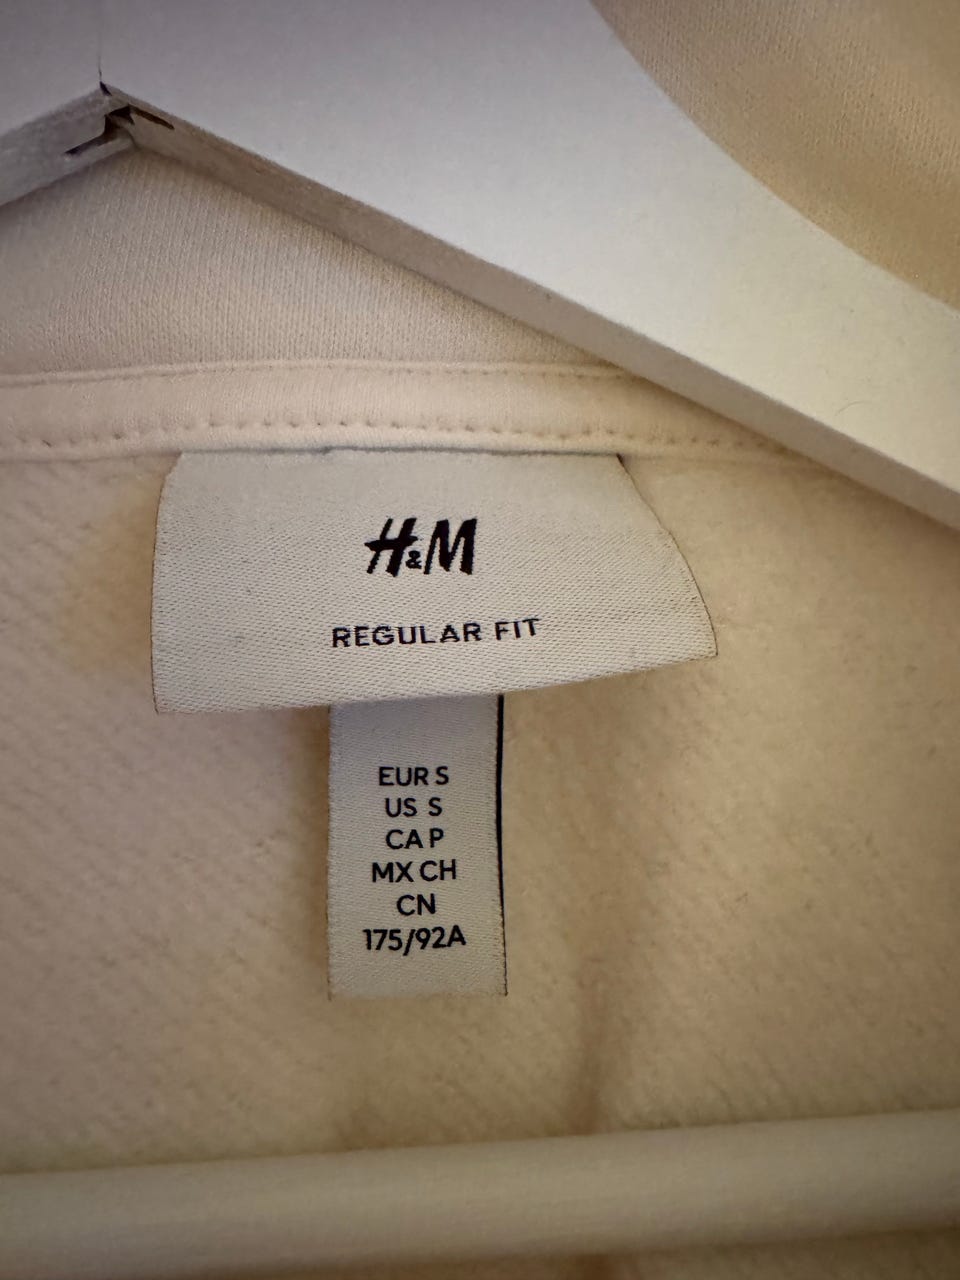 H&M
REGULAR FIT
EUR S
US S
CA P
MX CH
CN
175/92A